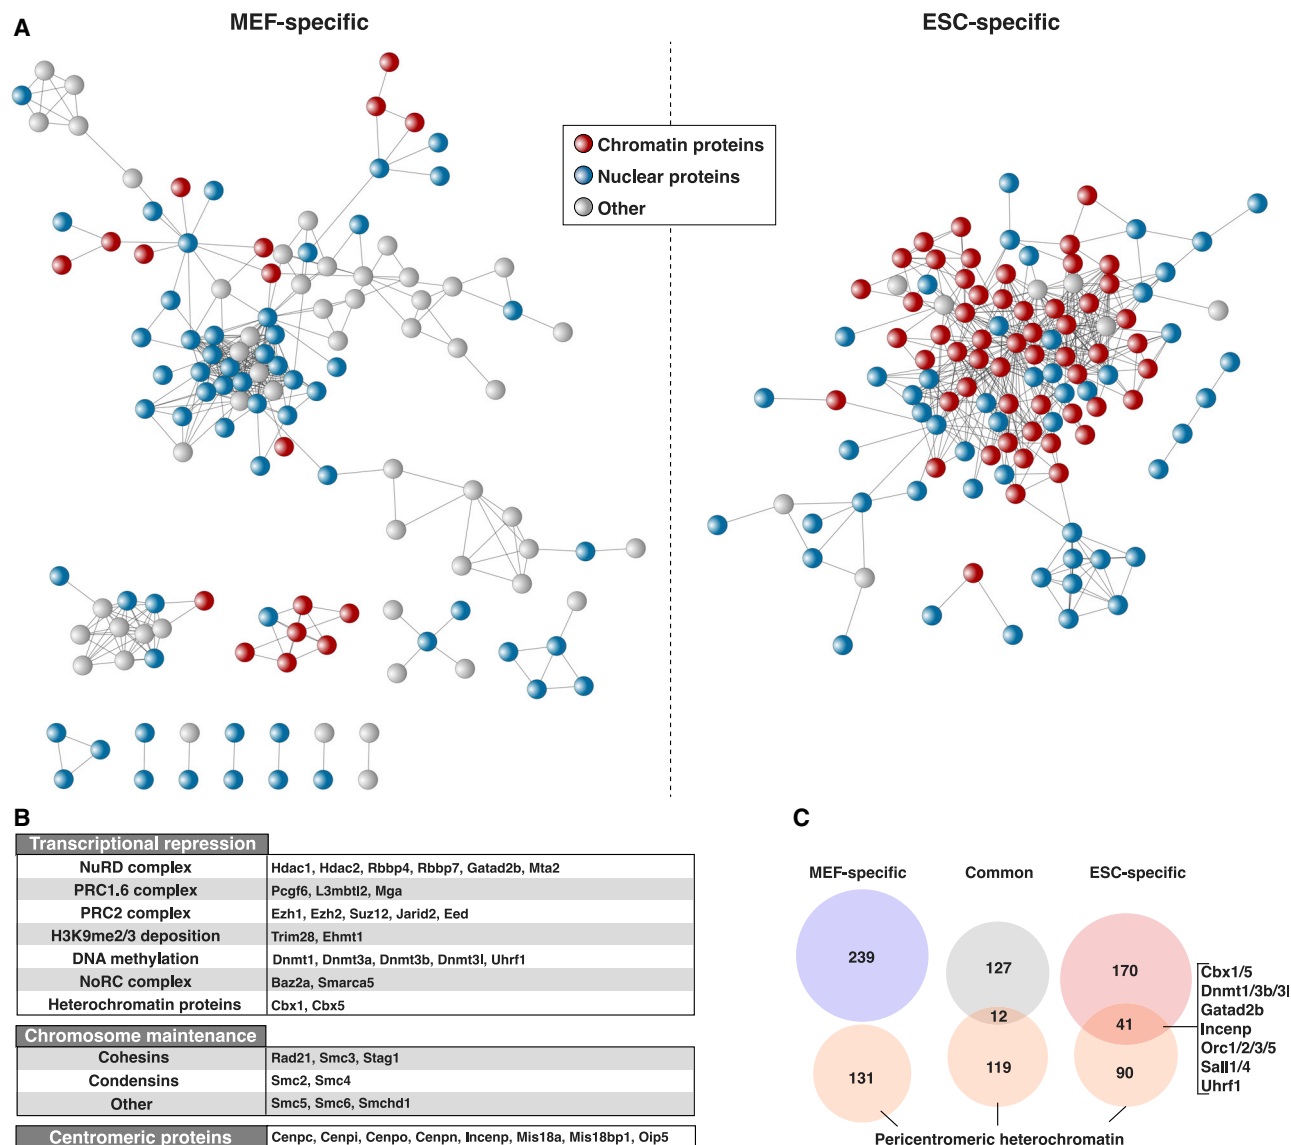 A
MEF-specific
ESC-specific
Chromatin proteins
Nuclear proteins
Other
B
Transcriptional repression
NuRD complex Hdac1, Hdac2, Rbbp4, Rbbp7, Gatad2b, Mta2
PRC1.6 complex Pcgf6, L3mbtl2, Mga
PRC2 complex Ezh1, Ezh2, Suz12, Jarid2, Eed
H3K9me2/3 deposition Trim28, Ehmt1
DNA methylation Dnmt1, Dnmt3a, Dnmt3b, Dnmt3l, Uhrf1
NoRC complex Baz2a, Smarca5
Heterochromatin proteins Cbx1, Cbx5
Chromosome maintenance
Cohesins Rad21, Smc3, Stag1
Condensins Smc2, Smc4
Other Smc5, Smc6, Smchd1
Centromeric proteins Cenpc, Cenpi, Cenpo, Cenpn, Incenp, Mis18a, Mis18bp1, Oip5
C
MEF-specific Common ESC-specific
239 127 170
12 41
131 119 90
Cbx1/5
Dnmt1/3b/3l
Gatad2b
Incenp
Orc1/2/3/5
Sall1/4
Uhrf1
Pericentromeric heterochromatin